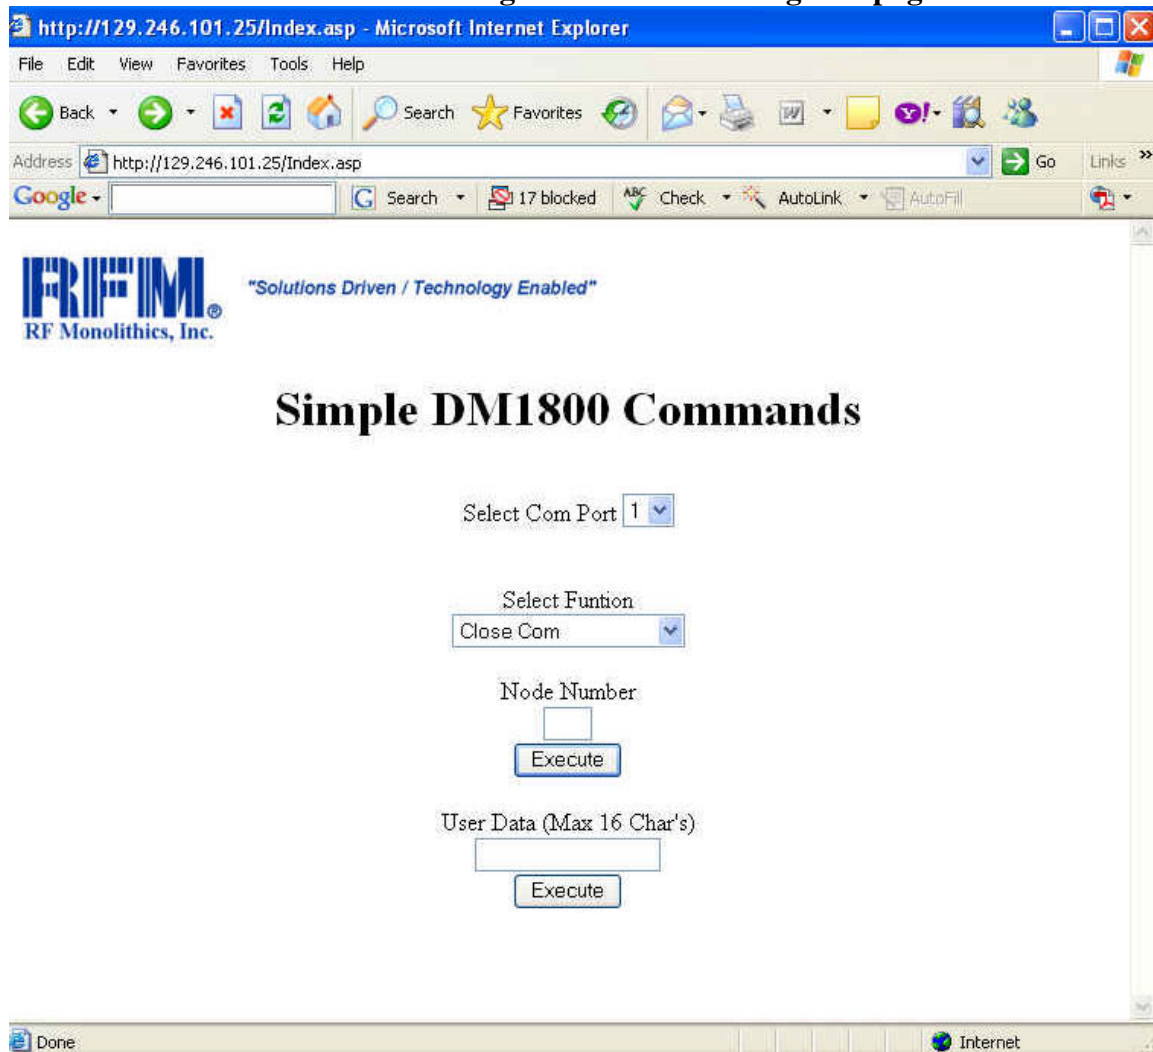 http://129.246.101.25/Index.asp - Microsoft Internet Explorer
File Edit View Favorites Tools Help
Back Search Favorites
Address http://129.246.101.25/Index.asp Go Links »
Google Search 17 blocked ABC Check AutoLink AutoFill
RFM®
RF Monolithics, Inc.
"Solutions Driven / Technology Enabled"
Simple DM1800 Commands
Select Com Port 1
Select Funtion
Close Com
Node Number
Execute
User Data (Max 16 Char's)
Execute
Done Internet